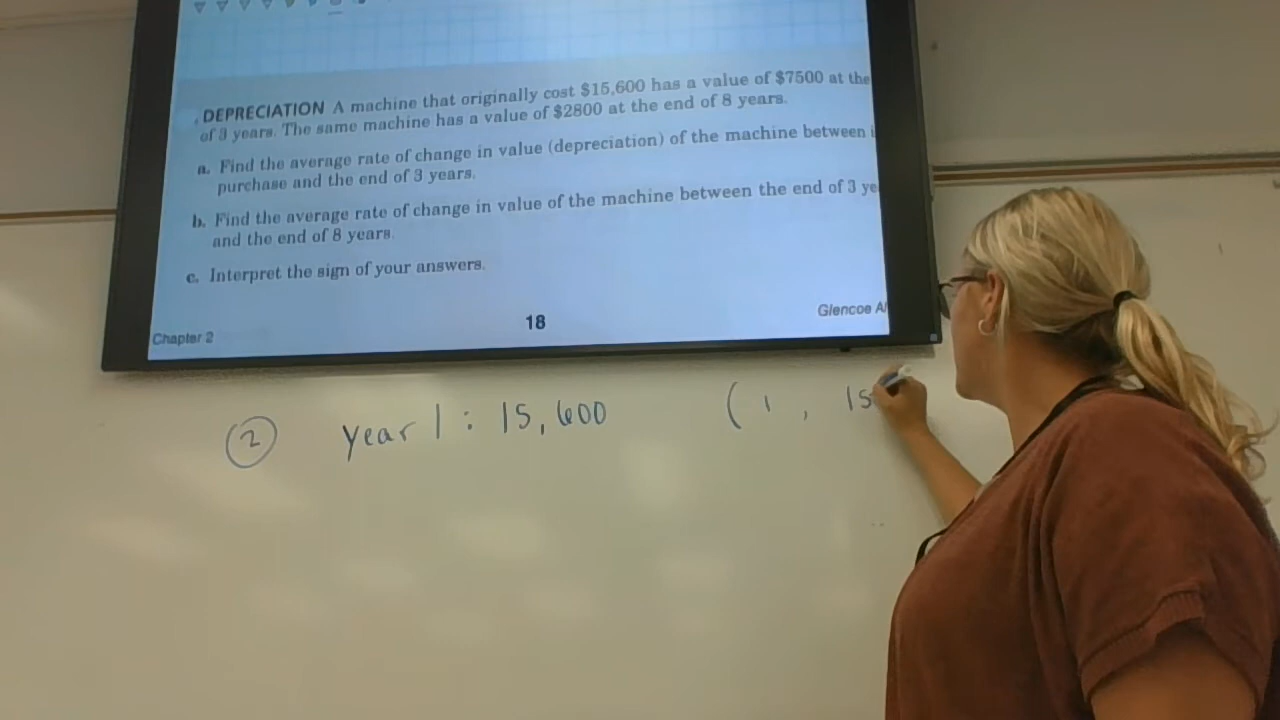 DEPRECIATION A machine that originally cost $15,600 has a value of $7500 at the
of 3 years. The same machine has a value of $2800 at the end of 8 years.
a. Find the average rate of change in value (depreciation) of the machine between
purchase and the end of 3 years.
b. Find the average rate of change in value of the machine between the end of 3 ye
and the end of 8 years.
c. Interpret the sign of your answers.
Chapter 2 18 Glencoe Al
2 year 1: 15,600 (1, 15